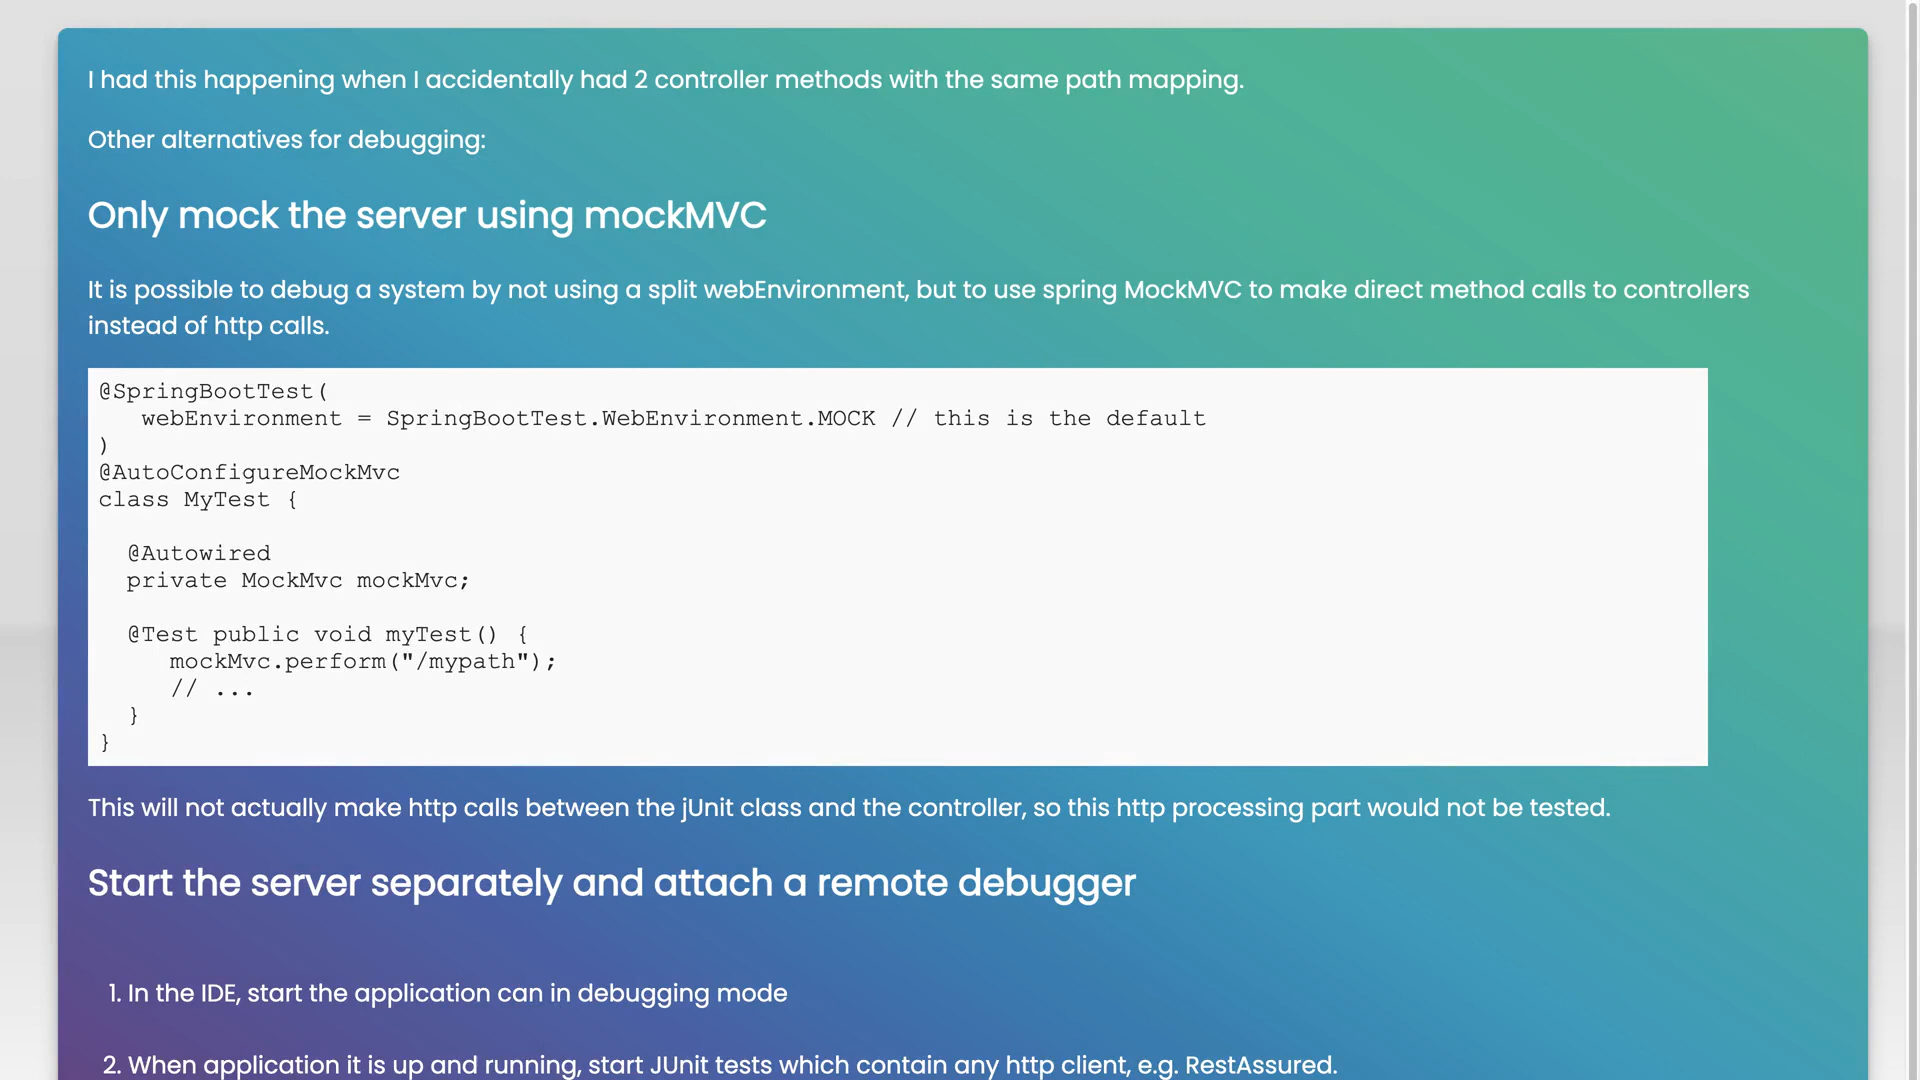 I had this happening when I accidentally had 2 controller methods with the same path mapping.
Other alternatives for debugging:
Only mock the server using mockMVC
It is possible to debug a system by not using a split webEnvironment, but to use spring MockMVC to make direct method calls to controllers
instead of http calls.
@SpringBootTest(
   webEnvironment = SpringBootTest.WebEnvironment.MOCK // this is the default
)
@AutoConfigureMockMvc
class MyTest {
  @Autowired
  private MockMvc mockMvc;
  @Test public void myTest() {
     mockMvc.perform("/mypath");
     // ...
  }
}
This will not actually make http calls between the jUnit class and the controller, so this http processing part would not be tested.
Start the server separately and attach a remote debugger
1. In the IDE, start the application can in debugging mode
2. When application it is up and running, start JUnit tests which contain any http client, e.g. RestAssured.